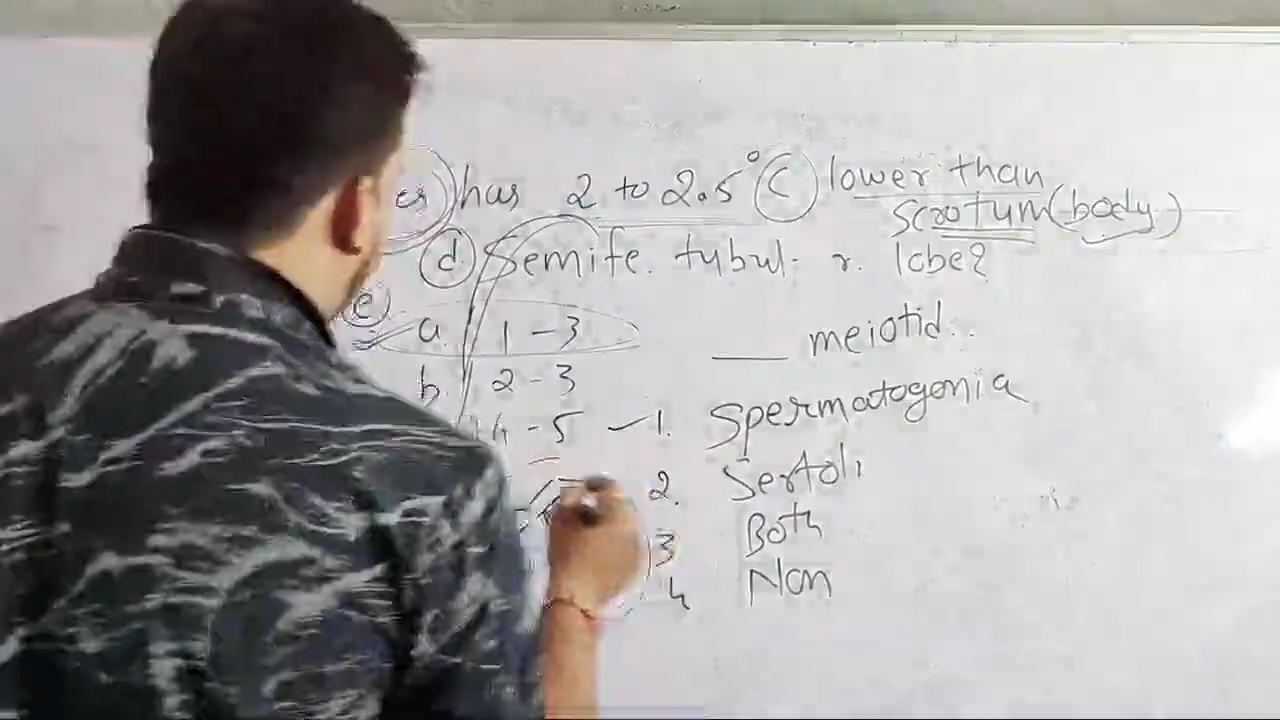 has 2 to 2.5°C lower than
scrotum (body)
d Semife. tubul. r. lobe?
e
a. 1-3 ___ meiotid..
b. 2-3
4-5 1. Spermatogonia
2. Sertoli
3 Both
4 Non